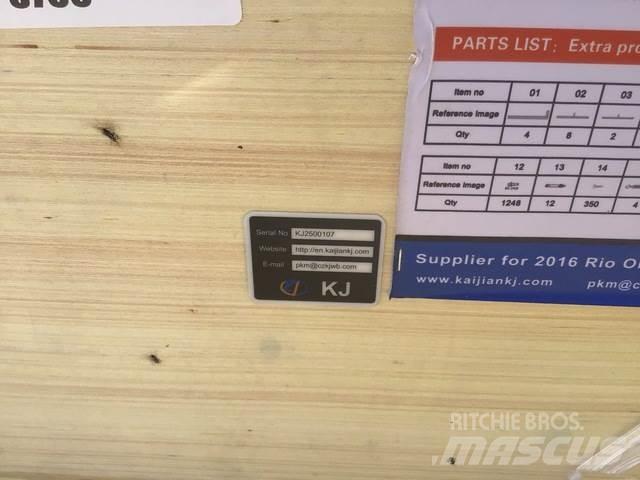 PARTS LIST: Extra pro
Item no 01 02 03
Reference Image
Qty 4 8 2
Item no 12 13 14
Reference Image
Qty 1248 12 350 4
Serial No KJ2500107
Website http://en.kaijiankj.com
E-mail pkm@czkjwb.com
KJ
Supplier for 2016 Rio Ol
www.kaijiankj.com pkm@c
RITCHIE BROS.
MASCUS